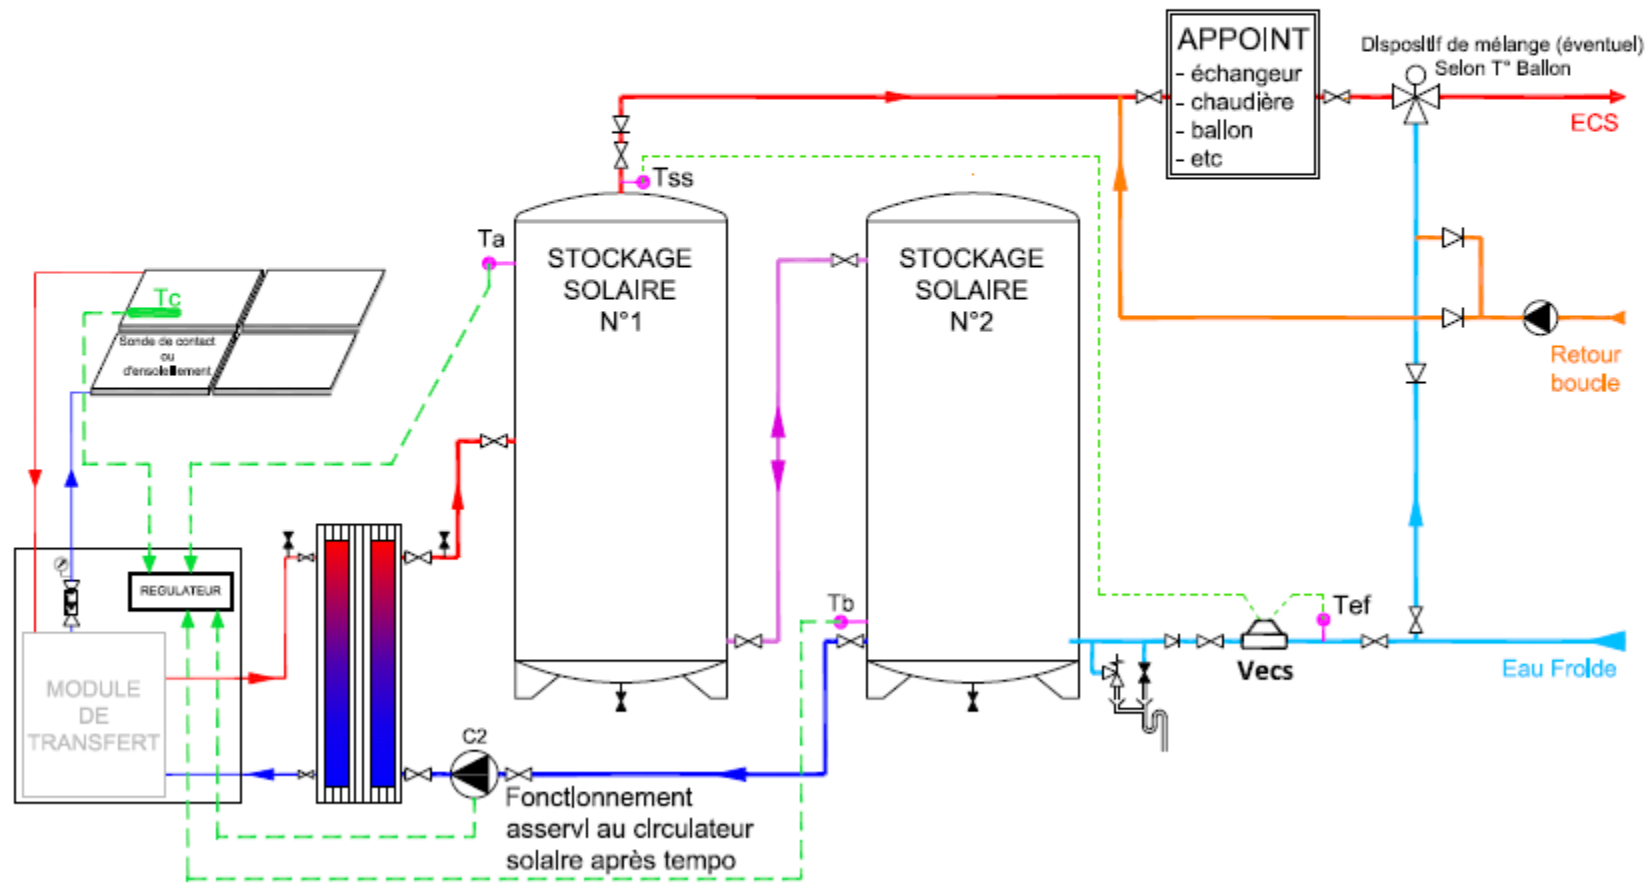 APPOINT
- échangeur
- chaudière
- ballon
- etc
Dispositif de mélange (éventuel)
Selon T° Ballon
ECS
Tss
Ta
STOCKAGE
SOLAIRE
N°1
STOCKAGE
SOLAIRE
N°2
Tc
Sonde de contact
ou
d'ensoleillement
Retour
boucle
REGULATEUR
Tb
Tef
Vecs
Eau Froide
MODULE
DE
TRANSFERT
C2
Fonctionnement
asservi au circulateur
solaire après tempo